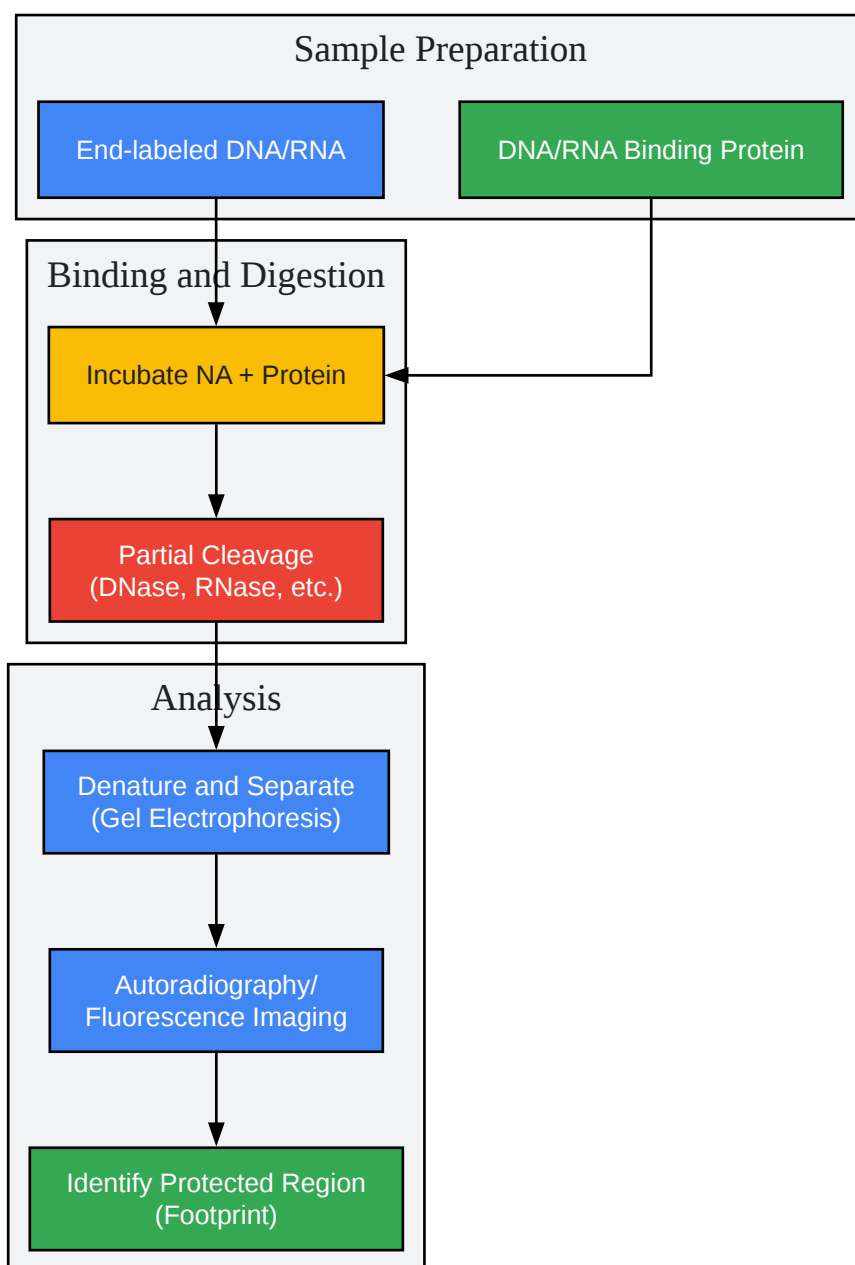 Sample Preparation
End-labeled DNA/RNA
DNA/RNA Binding Protein
Binding and Digestion
Incubate NA + Protein
Partial Cleavage
(DNase, RNase, etc.)
Analysis
Denature and Separate
(Gel Electrophoresis)
Autoradiography/
Fluorescence Imaging
Identify Protected Region
(Footprint)